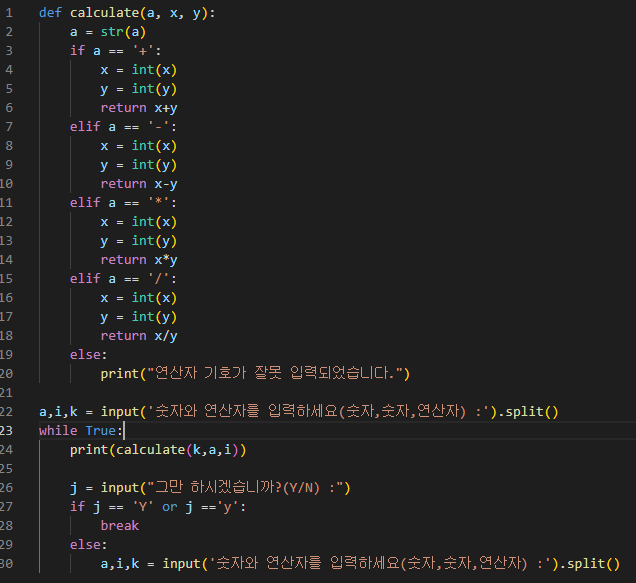 1 def calculate(a, x, y):
2 a = str(a)
3 if a == '+':
4 x = int(x)
5 y = int(y)
6 return x+y
7 elif a == '-':
8 x = int(x)
9 y = int(y)
10 return x-y
11 elif a == '*':
12 x = int(x)
13 y = int(y)
14 return x*y
15 elif a == '/':
16 x = int(x)
17 y = int(y)
18 return x/y
19 else:
20 print("연산자 기호가 잘못 입력되었습니다.")
21
22 a,i,k = input('숫자와 연산자를 입력하세요(숫자,숫자,연산자) :').split()
23 while True:
24 print(calculate(k,a,i))
25
26 j = input("그만 하시겠습니까?(Y/N) :")
27 if j == 'Y' or j =='y':
28 break
29 else:
30 a,i,k = input('숫자와 연산자를 입력하세요(숫자,숫자,연산자) :').split()